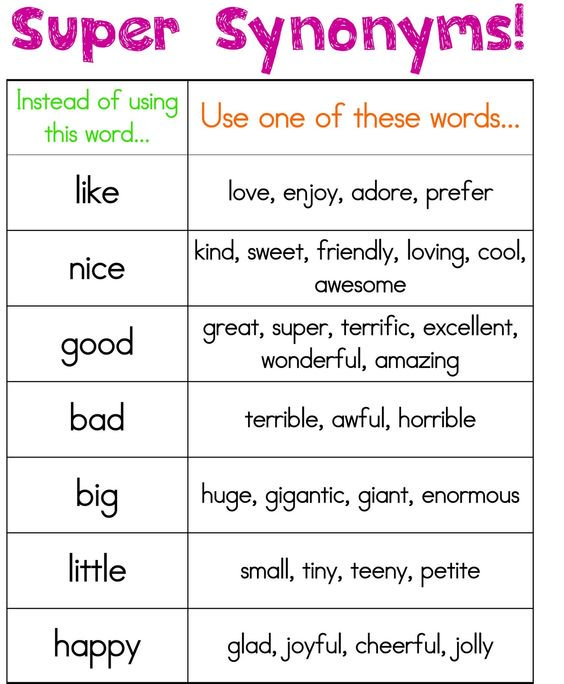 Super Synonyms!
Instead of using
this word...
Use one of these words...
like
love, enjoy, adore, prefer
nice
kind, sweet, friendly, loving, cool,
awesome
good
great, super, terrific, excellent,
wonderful, amazing
bad
terrible, awful, horrible
big
huge, gigantic, giant, enormous
little
small, tiny, teeny, petite
happy
glad, joyful, cheerful, jolly